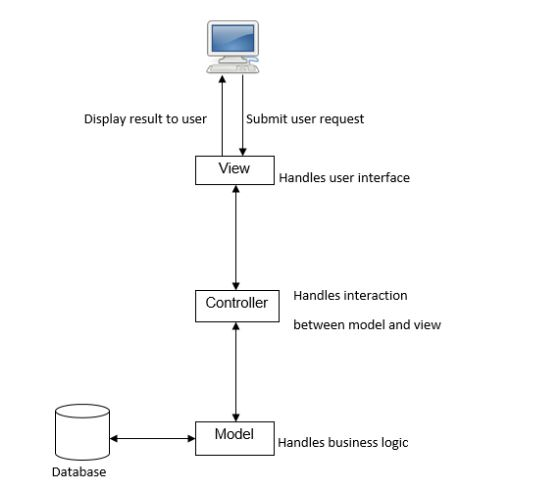 Display result to user
Submit user request
View
Handles user interface
Controller
Handles interaction
between model and view
Model
Handles business logic
Database